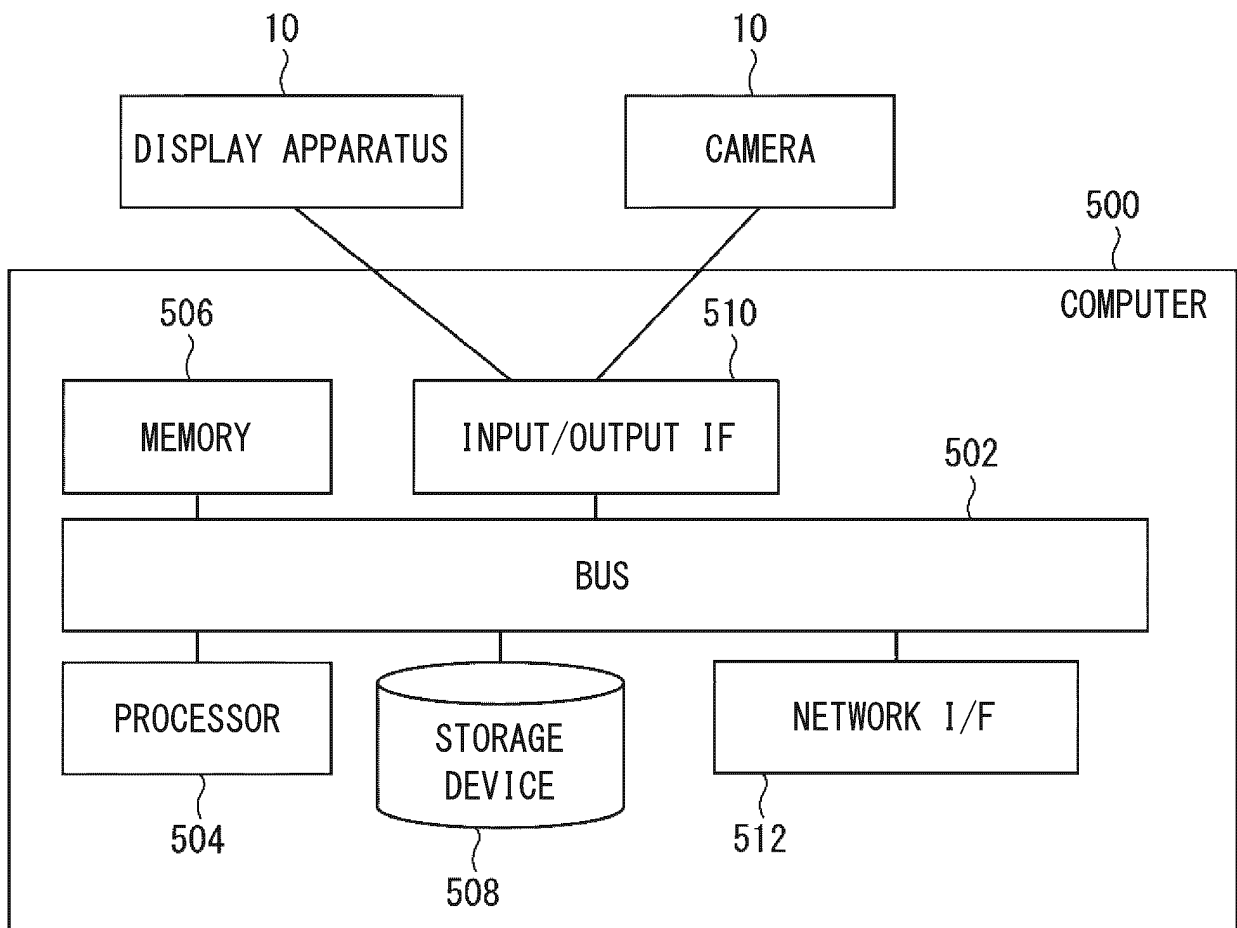 10
10
DISPLAY APPARATUS
CAMERA
500
COMPUTER
506
510
MEMORY
INPUT/OUTPUT IF
502
BUS
PROCESSOR
STORAGE
DEVICE
NETWORK I/F
504
508
512